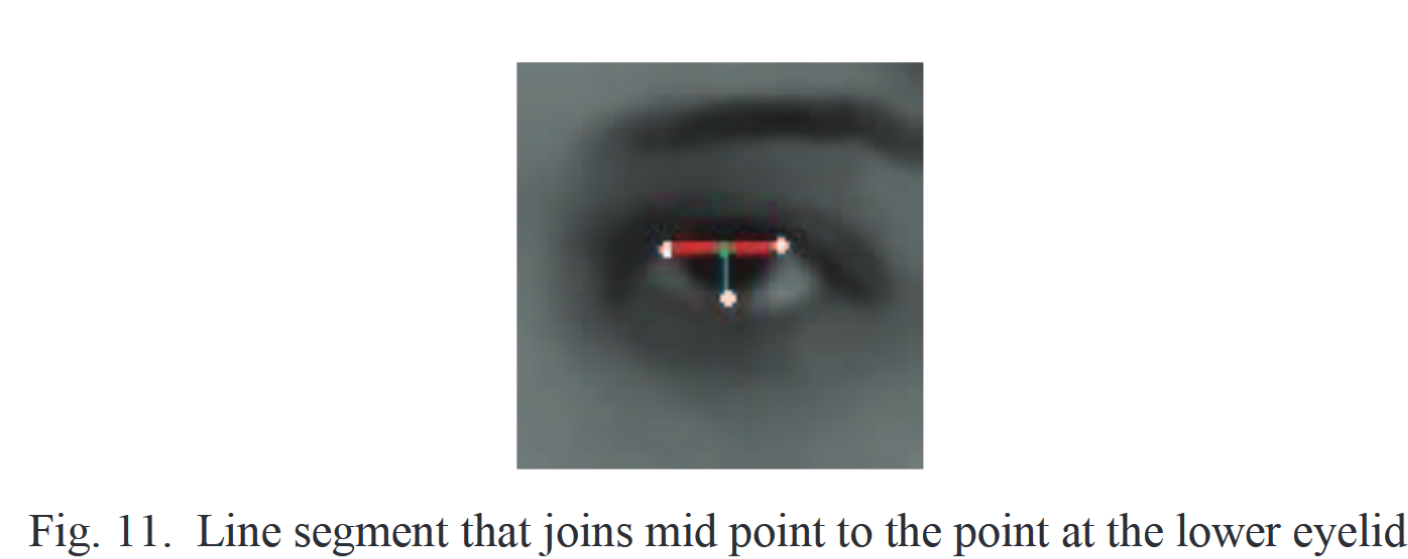 Fig. 11. Line segment that joins mid point to the point at the lower eyelid